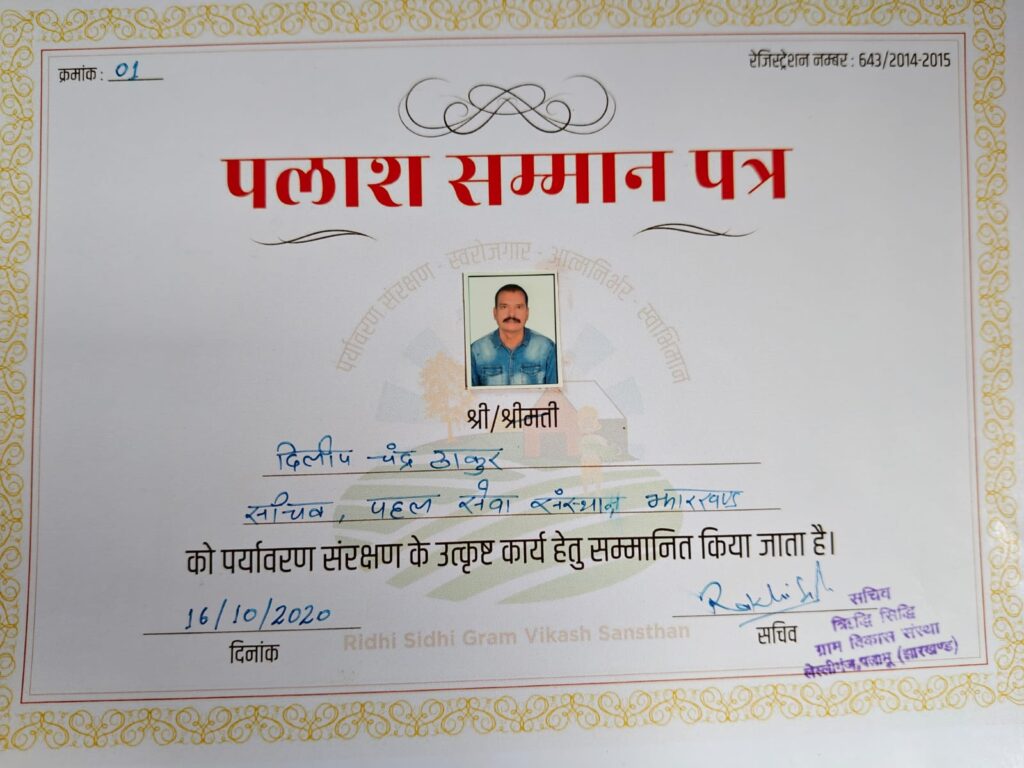 क्रमांक : 01
रेजिस्ट्रेशन नम्बर : 643/2014-2015
पलाश सम्मान पत्र
पर्यावरण संरक्षण - स्वरोजगार - आत्मनिर्भर - स्वाभिमान
श्री/श्रीमती
दिलीप चंद्र ठाकुर
सचिव, पहल सेवा संस्थान झारखण्ड
को पर्यावरण संरक्षण के उत्कृष्ट कार्य हेतु सम्मानित किया जाता है।
16/10/2020
दिनांक
Ridhi Sidhi Gram Vikash Sansthan
सचिव
सचिव
ऋिद्धि सिद्धि
ग्राम विकास संस्था
पलामू (झारखण्ड)